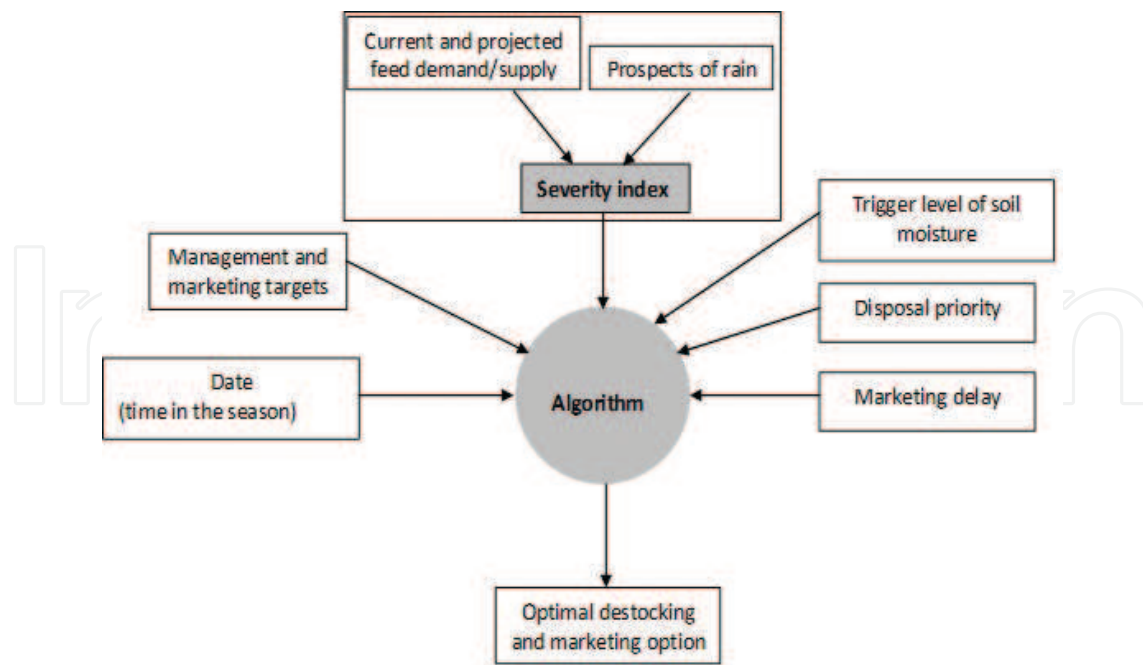 Current and projected
feed demand/supply
Prospects of rain
Severity index
Trigger level of soil
moisture
Management and
marketing targets
Disposal priority
Date
(time in the season)
Algorithm
Marketing delay
Optimal destocking
and marketing option